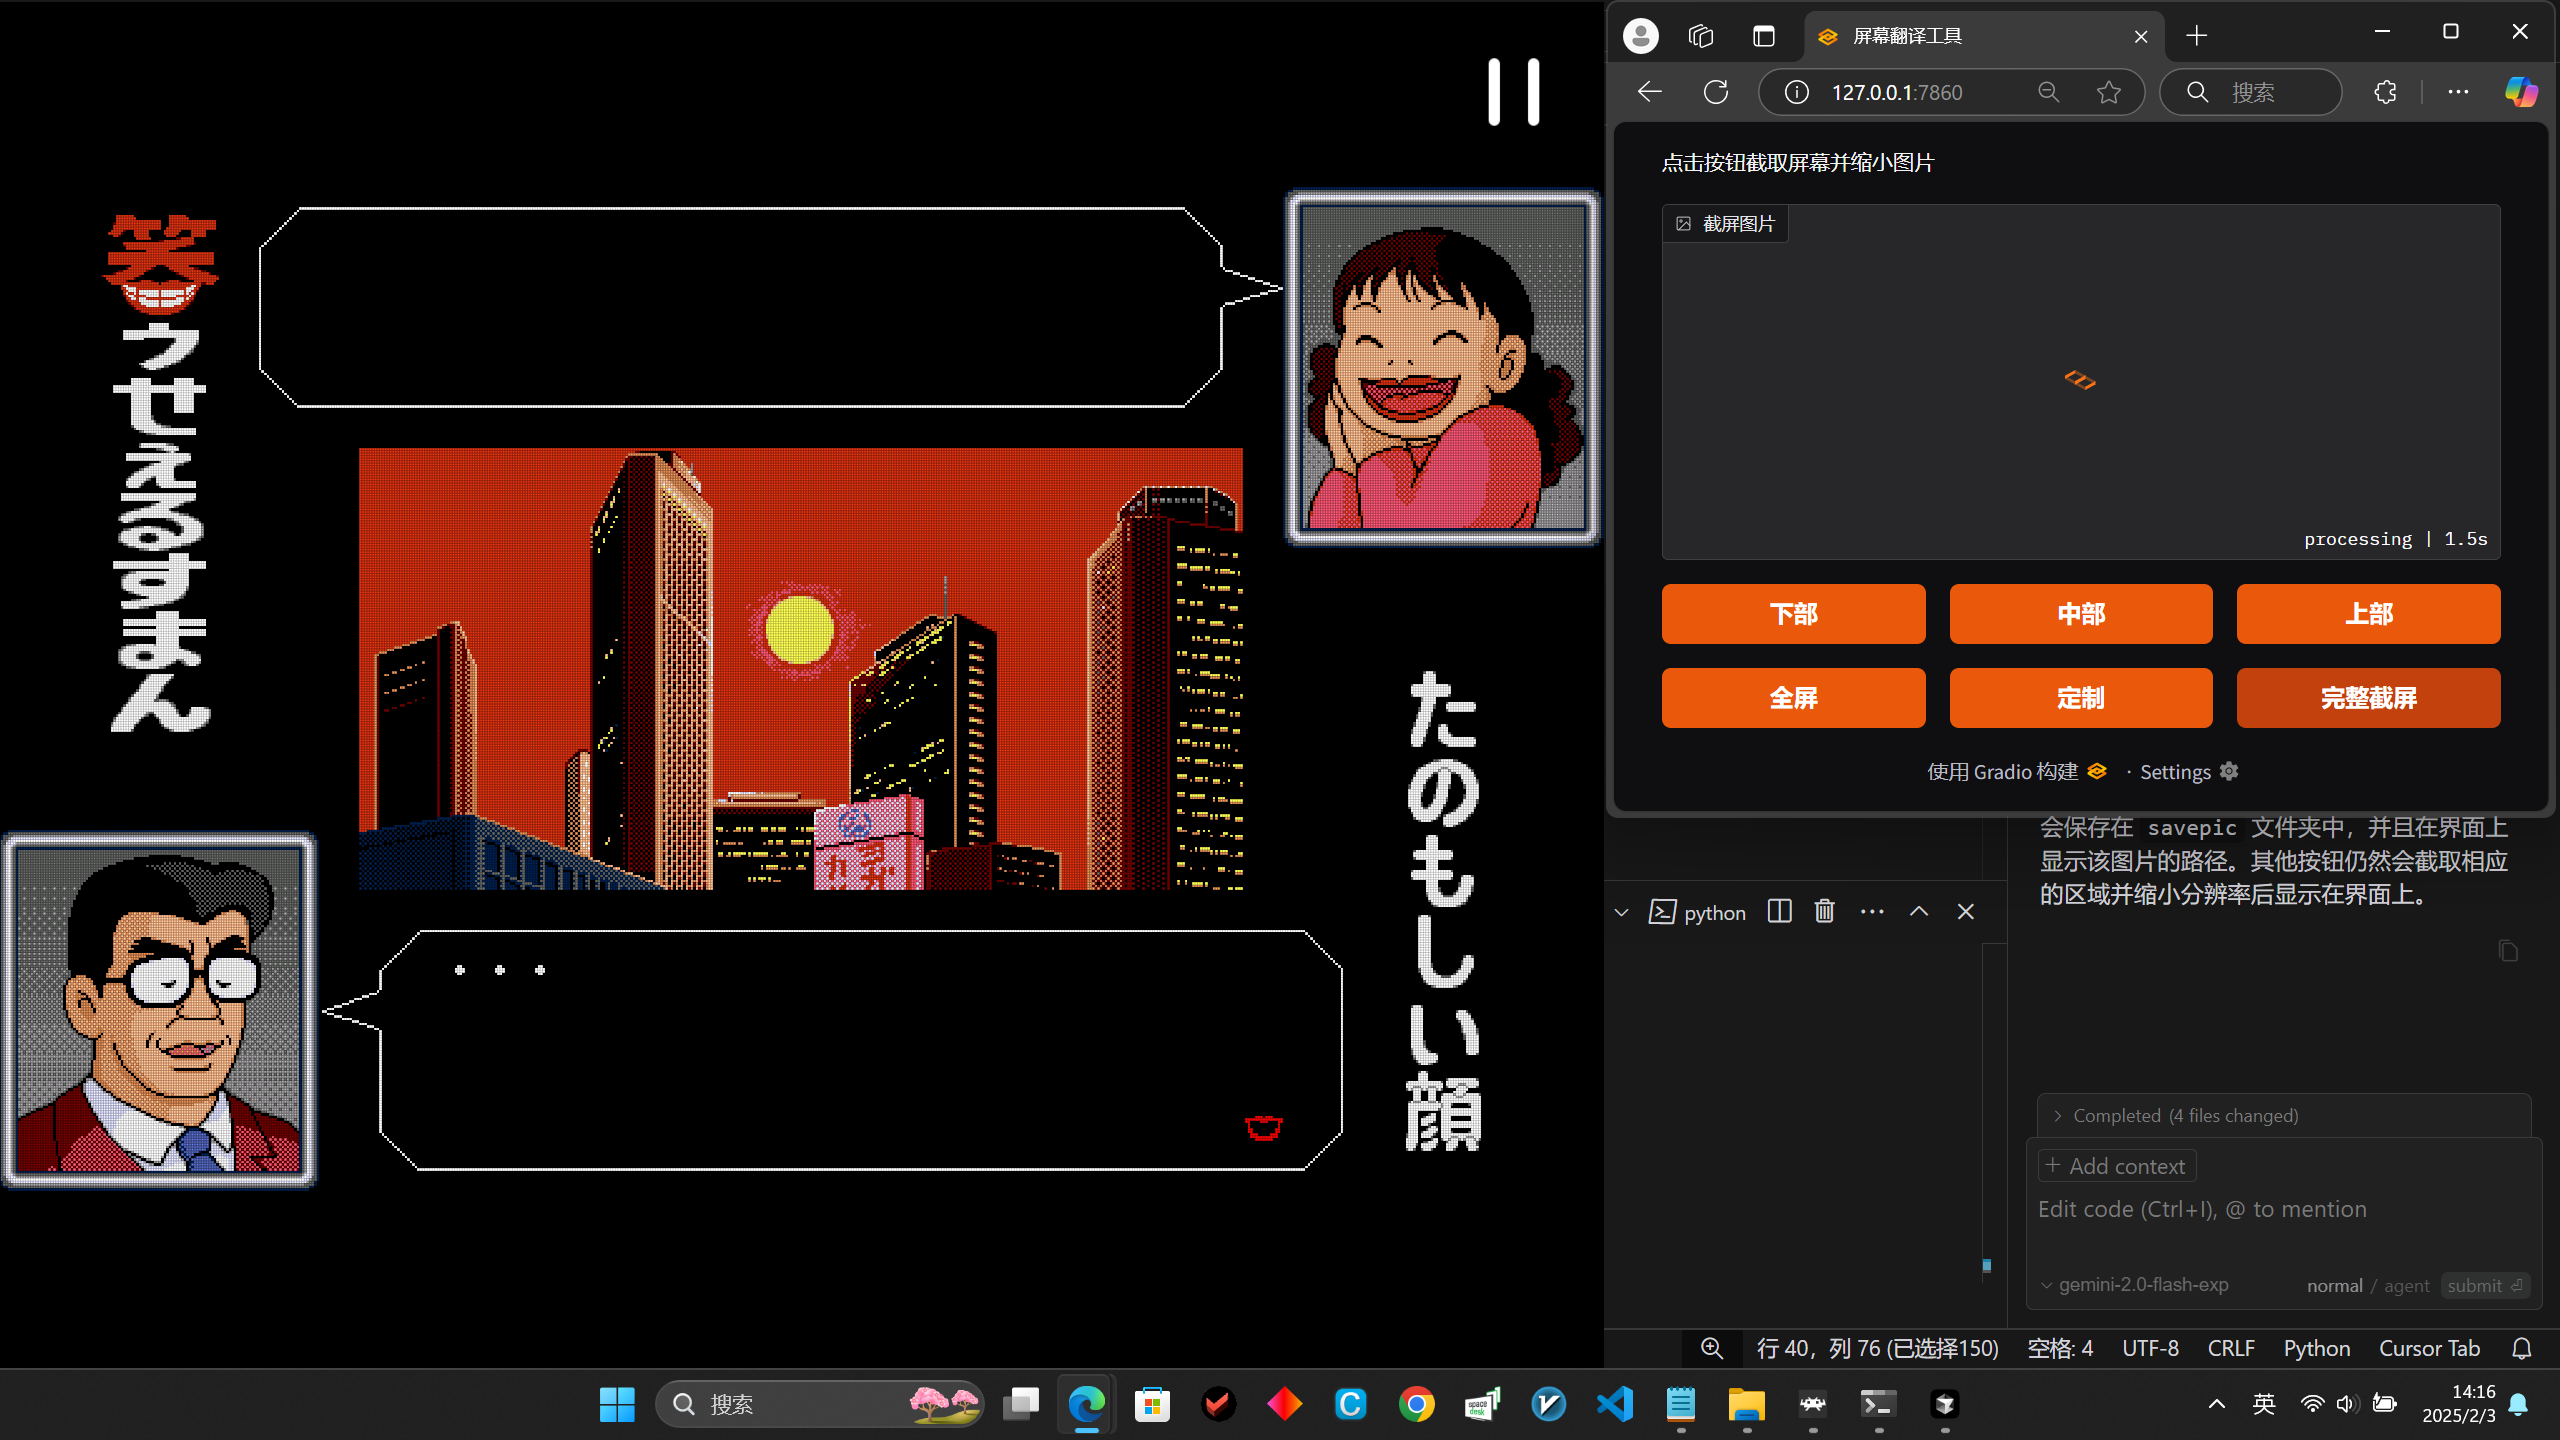 笑ゥせぇるすまん
・・・
たのもしい顔
屏幕翻译工具
127.0.0.1:7860
搜索
点击按钮截取屏幕并缩小图片
截屏图片
processing | 1.5s
下部
中部
上部
全屏
定制
完整截屏
使用 Gradio 构建 · Settings
会保存在 savepic 文件夹中，并且在界面上
显示该图片的路径。其他按钮仍然会截取相应
的区域并缩小分辨率后显示在界面上。
python
Completed (4 files changed)
+ Add context
Edit code (Ctrl+I), @ to mention
gemini-2.0-flash-exp
normal / agent submit
行 40，列 76 (已选择150) 空格: 4 UTF-8 CRLF Python Cursor Tab
搜索
space desk
英
14:16
2025/2/3